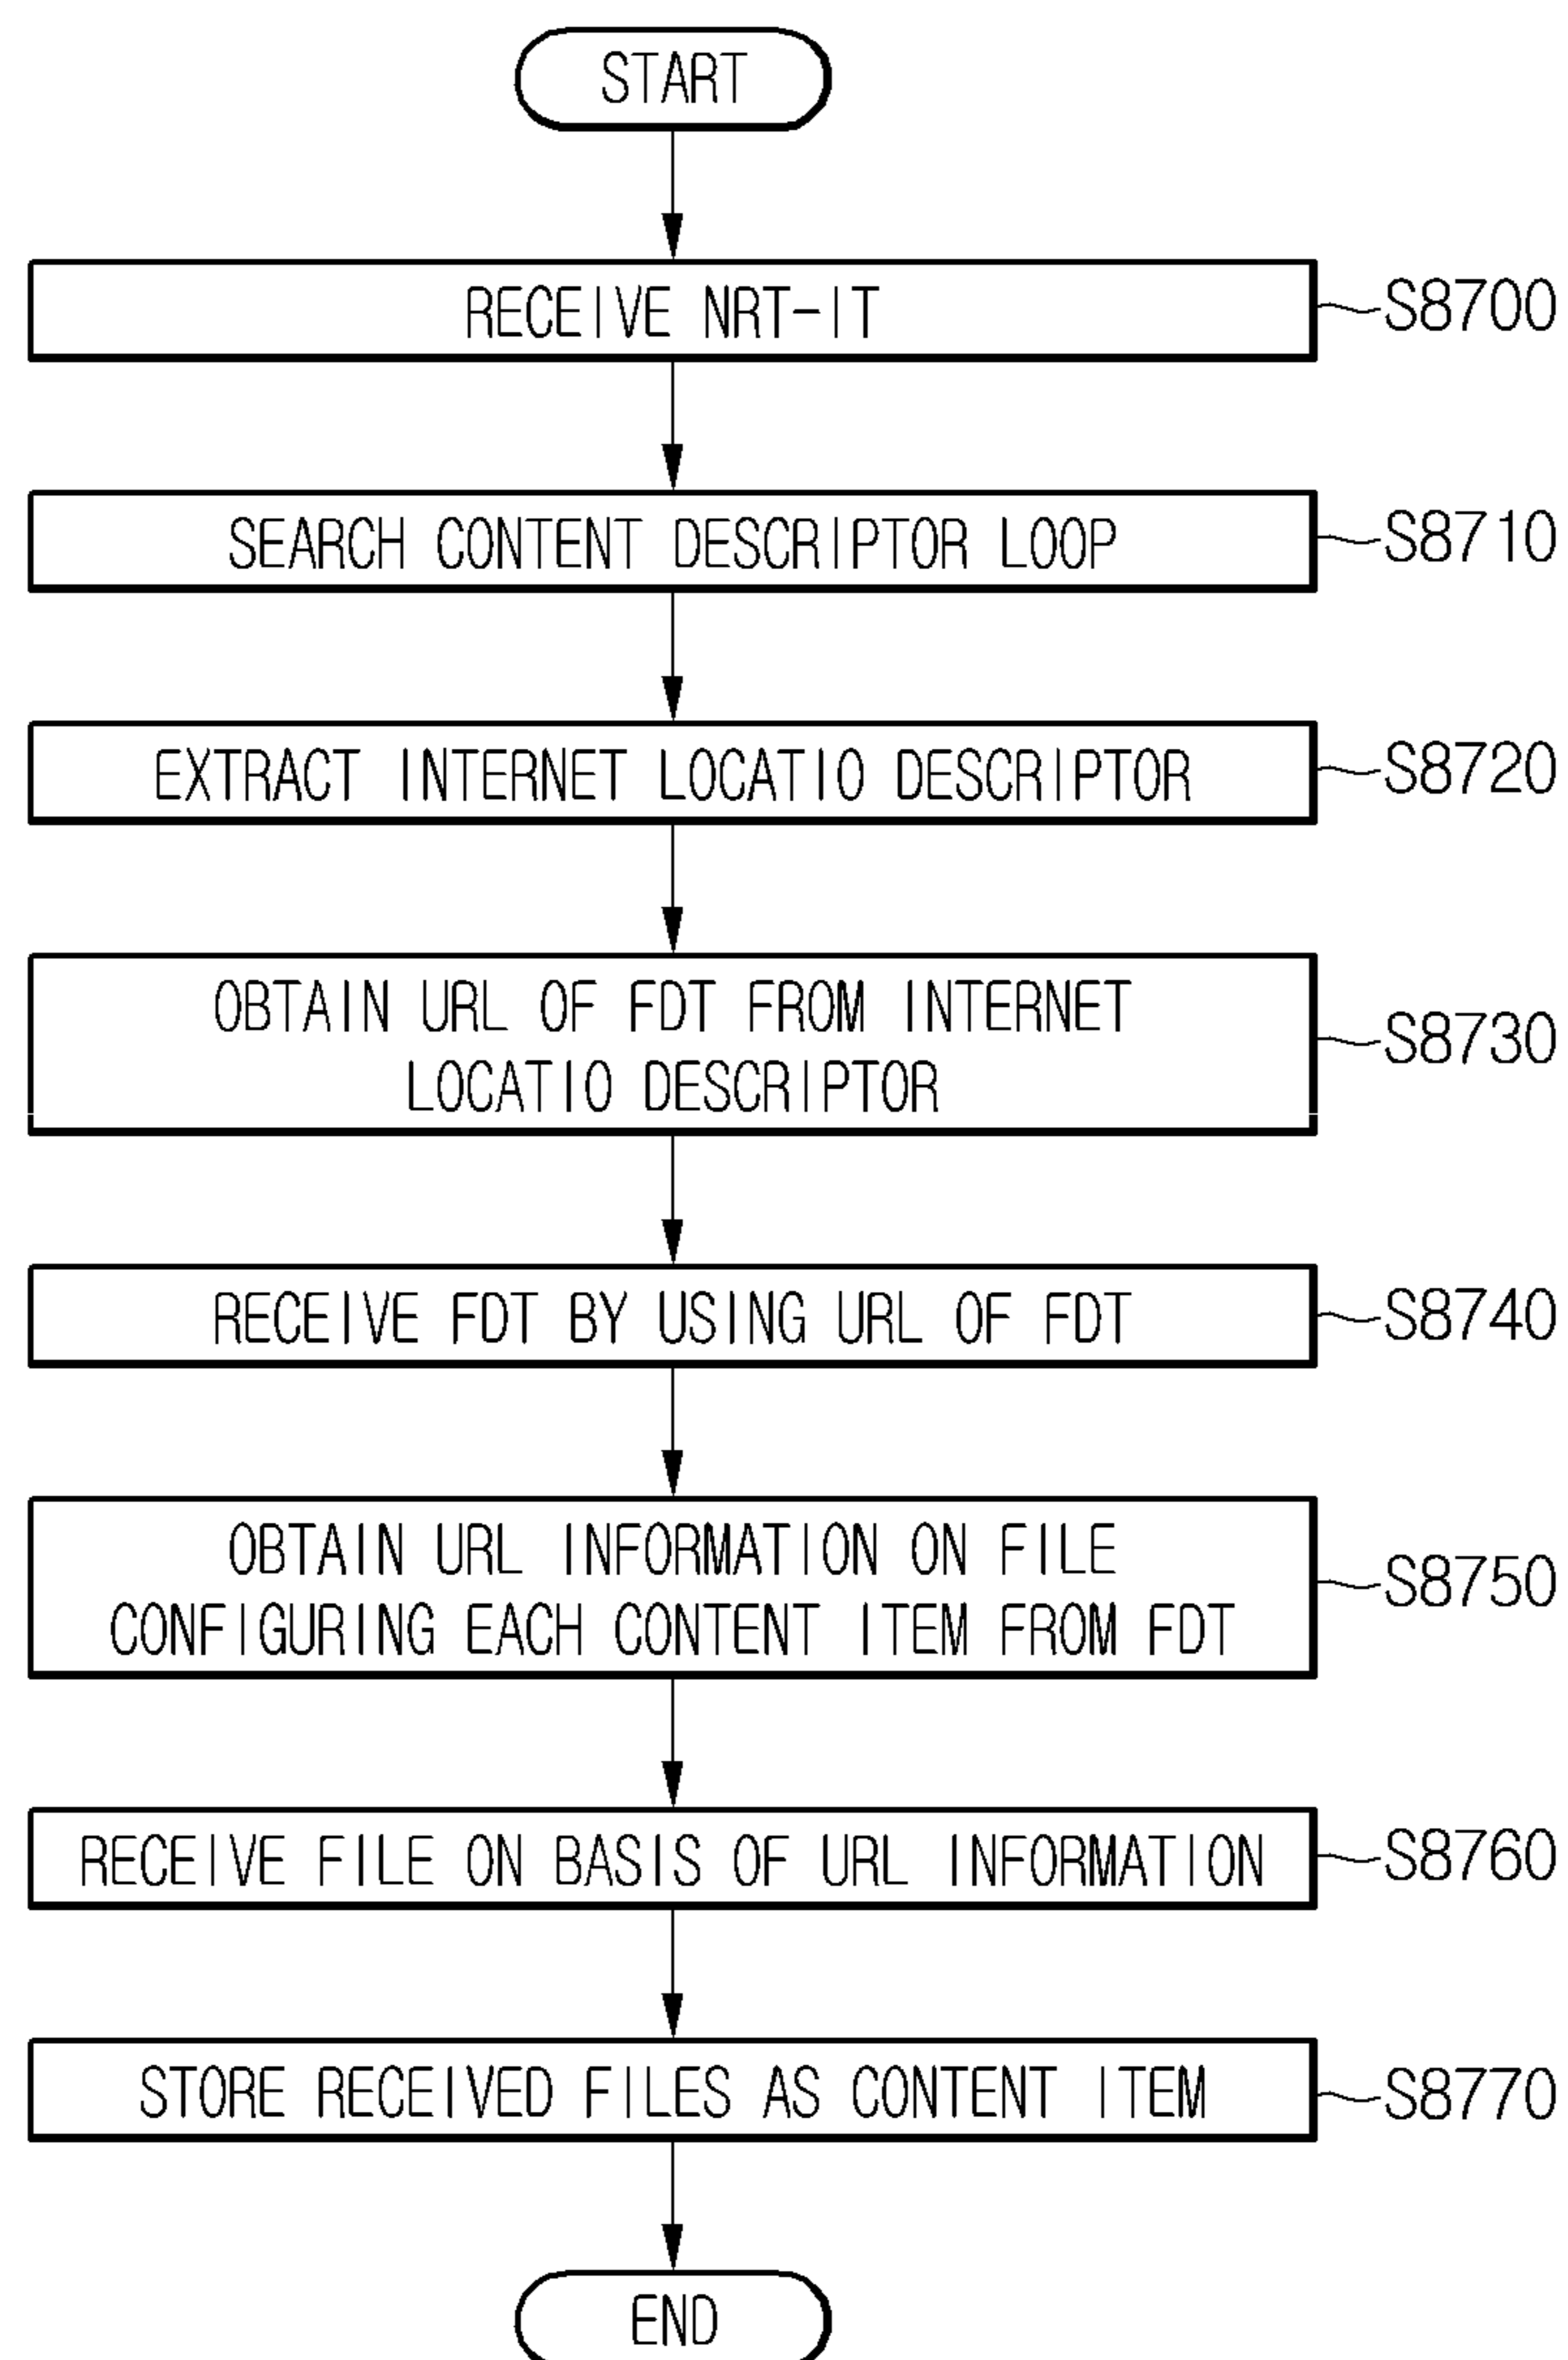 START
RECEIVE NRT-IT
S8700
SEARCH CONTENT DESCRIPTOR LOOP
S8710
EXTRACT INTERNET LOCATIO DESCRIPTOR
S8720
OBTAIN URL OF FDT FROM INTERNET
LOCATIO DESCRIPTOR
S8730
RECEIVE FDT BY USING URL OF FDT
S8740
OBTAIN URL INFORMATION ON FILE
CONFIGURING EACH CONTENT ITEM FROM FDT
S8750
RECEIVE FILE ON BASIS OF URL INFORMATION
S8760
STORE RECEIVED FILES AS CONTENT ITEM
S8770
END